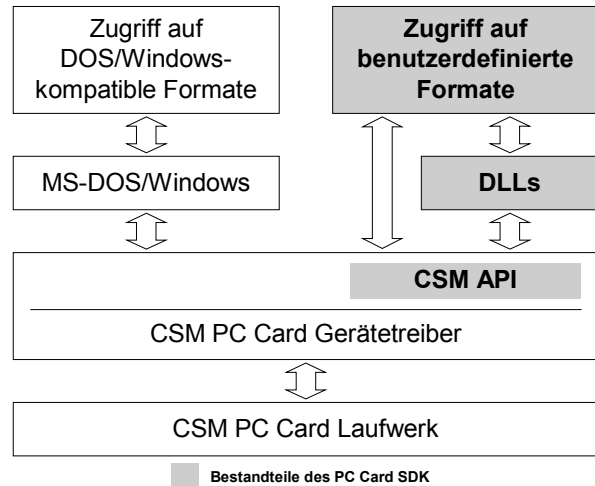 Zugriff auf
DOS/Windows-
kompatible Formate
Zugriff auf
benutzerdefinierte
Formate
MS-DOS/Windows
DLLs
CSM API
CSM PC Card Gerätetreiber
CSM PC Card Laufwerk
Bestandteile des PC Card SDK